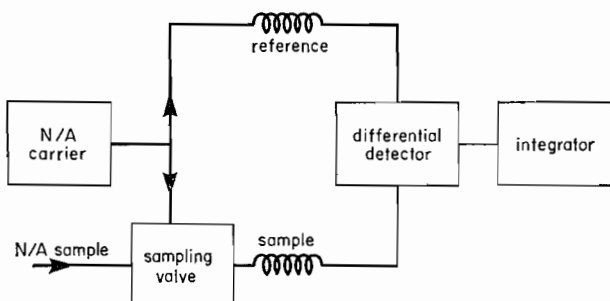 reference
N/A
carrier
differential
detector
integrator
N/A sample
sampling
valve
sample